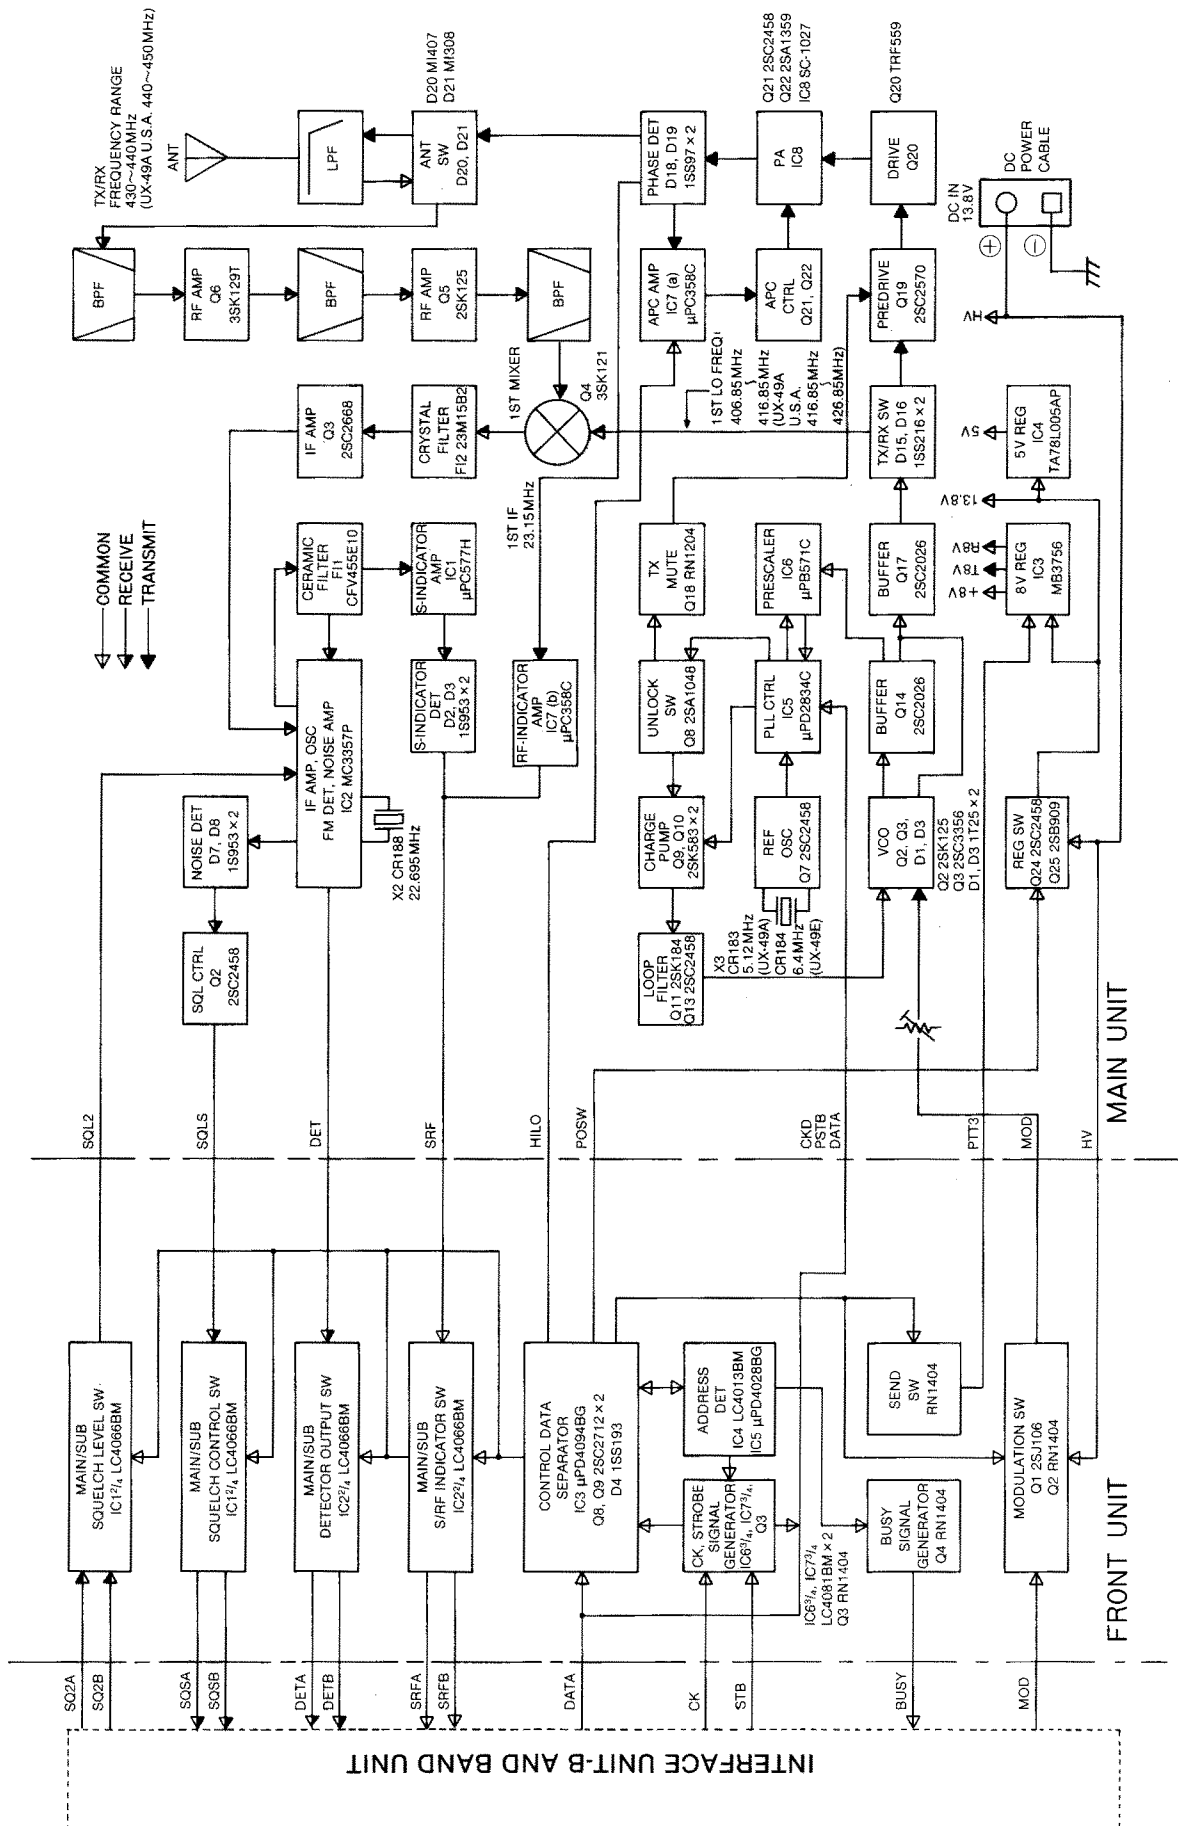 TX/RX
FREQUENCY RANGE
430～440MHz
(UX-49A U.S.A. 440～450MHz)
ANT
LPF
ANT
SW
D20, D21
D20 MI407
D21 MI308
BPF
RF AMP
Q6
3SK129T
BPF
RF AMP
Q5
2SK125
BPF
PHASE DET
D18, D19
1SS97×2
APC AMP
IC7 (a)
μPC358C
APC
CTRL
Q21, Q22
PA
IC8
Q21 2SC2458
Q22 2SA1359
IC8 SC-1027
DRIVE
Q20
Q20 TRF559
PREDRIVE
Q19
2SC2570
DC IN
13.8V
DC
POWER
CABLE
⊕
⊖
HV
IF AMP
Q3
2SC2668
CRYSTAL
FILTER
FI2 23M15B2
1ST MIXER
Q4
3SK121
1ST LO FREQ:
406.85MHz
416.85MHz
(UX-49A
U.S.A.
416.85MHz
426.85MHz)
TX/RX SW
D15, D16
1SS216×2
5V REG
IC4
TA78L005AP
5V
13.8V
COMMON
RECEIVE
TRANSMIT
CERAMIC
FILTER
FI1
CFV455E10
S-INDICATOR
AMP
IC1
μPC577H
1ST IF
23.15MHz
TX
MUTE
Q18 RN1204
PRESCALER
IC6
μPB571C
BUFFER
Q17
2SC2026
8V REG
IC3
MB3756
R8V
T8V
+8V
IF AMP, OSC
FM DET, NOISE AMP
IC2 MC3357P
X2 CR188
22.695MHz
S-INDICATOR
DET
D2, D3
1S953×2
RF-INDICATOR
AMP
IC7 (b)
μPC358C
UNLOCK
SW
Q8 2SA1048
PLL CTRL
IC5
μPD2834C
BUFFER
Q14
2SC2026
NOISE DET
D7, D8
1S953×2
CHARGE
PUMP
Q9, Q10
2SK583×2
REF
OSC
Q7 2SC2458
VCO
Q2, Q3,
D1, D3
Q2 2SK125
Q3 2SC3356
D1, D3 1T25×2
REG SW
Q24 2SC2458
Q25 2SB909
SQL CTRL
Q2
2SC2458
LOOP
FILTER
Q11 2SK184
Q13 2SC2458
X3
CR183
5.12MHz
(UX-49A)
CR184
6.4MHz
(UX-49E)
SQL2
SQLS
DET
SRF
HILO
POSW
CKD
PSTB
DATA
PTT3
MOD
HV
MAIN UNIT
MAIN/SUB
SQUELCH LEVEL SW
IC1²/₄ LC4066BM
MAIN/SUB
SQUELCH CONTROL SW
IC1²/₄ LC4066BM
MAIN/SUB
DETECTOR OUTPUT SW
IC2²/₄ LC4066BM
MAIN/SUB
S/RF INDICATOR SW
IC2²/₄ LC4066BM
CONTROL DATA
SEPARATOR
IC3 μPD4094BG
Q8, Q9 2SC2712×2
D4 1SS193
ADDRESS
DET
IC4 LC4013BM
IC5 μPD4028BG
CK, STROBE
SIGNAL
GENERATOR
IC6³/₄, IC7³/₄,
Q3
IC6³/₄, IC7³/₄
LC4081BM×2
Q3 RN1404
SEND
SW
RN1404
BUSY
SIGNAL
GENERATOR
Q4 RN1404
MODULATION SW
Q1 2SJ106
Q2 RN1404
FRONT UNIT
SQ2A
SQ2B
SQSA
SQSB
DETA
DETB
SRFA
SRFB
DATA
CK
STB
BUSY
MOD
INTERFACE UNIT-B AND BAND UNIT